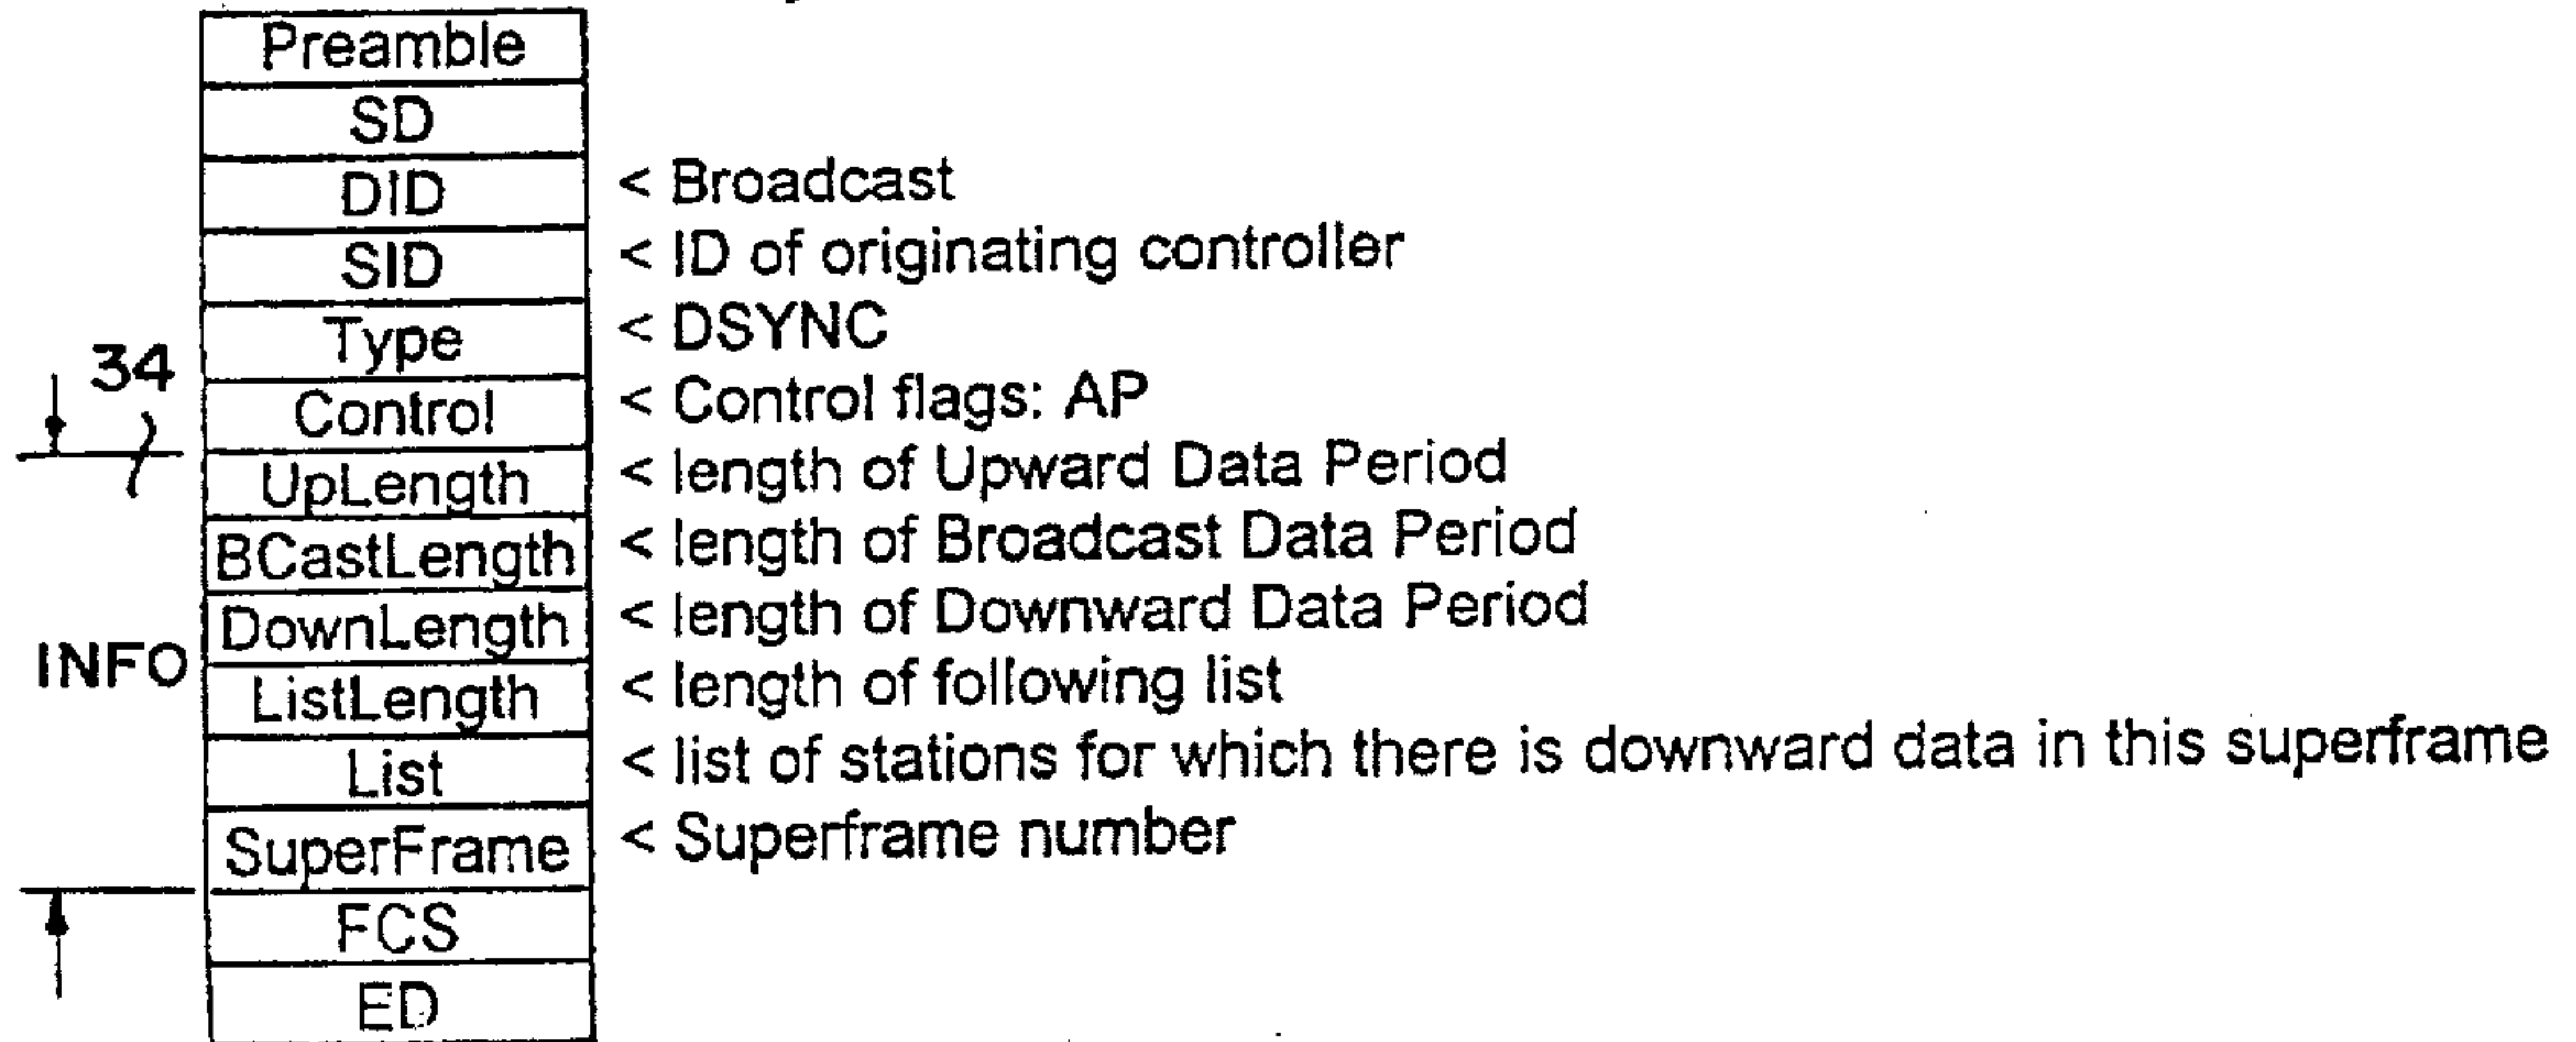 Preamble
SD
DID < Broadcast
SID < ID of originating controller
Type < DSYNC
34
Control < Control flags: AP
UpLength < length of Upward Data Period
BCastLength < length of Broadcast Data Period
DownLength < length of Downward Data Period
INFO
ListLength < length of following list
List < list of stations for which there is downward data in this superframe
SuperFrame < Superframe number
FCS
ED